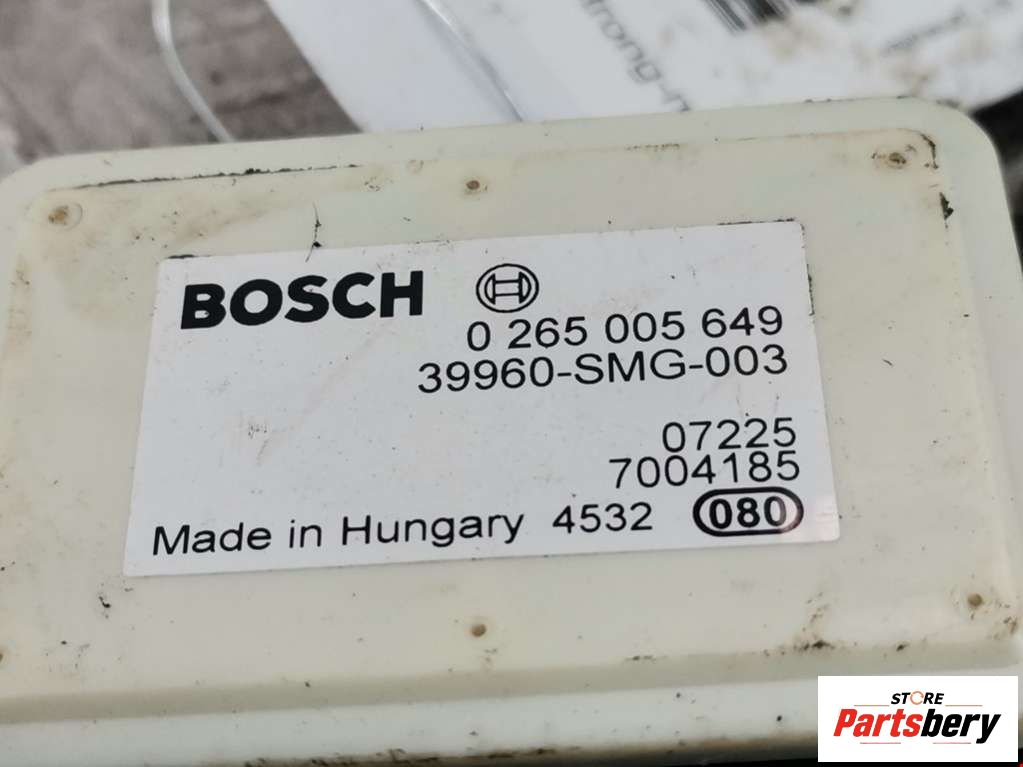 BOSCH
0 265 005 649
39960-SMG-003
07225
7004185
Made in Hungary 4532 080
STORE
Partsbery